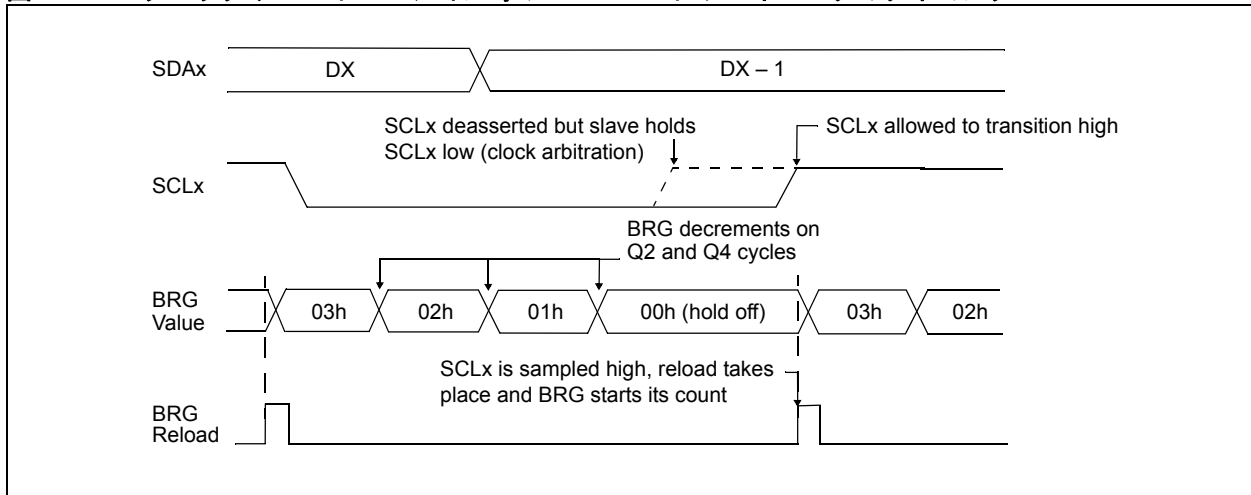 SDAx
DX
DX – 1
SCLx deasserted but slave holds
SCLx low (clock arbitration)
SCLx allowed to transition high
SCLx
BRG decrements on
Q2 and Q4 cycles
BRG
Value
03h
02h
01h
00h (hold off)
03h
02h
SCLx is sampled high, reload takes
place and BRG starts its count
BRG
Reload